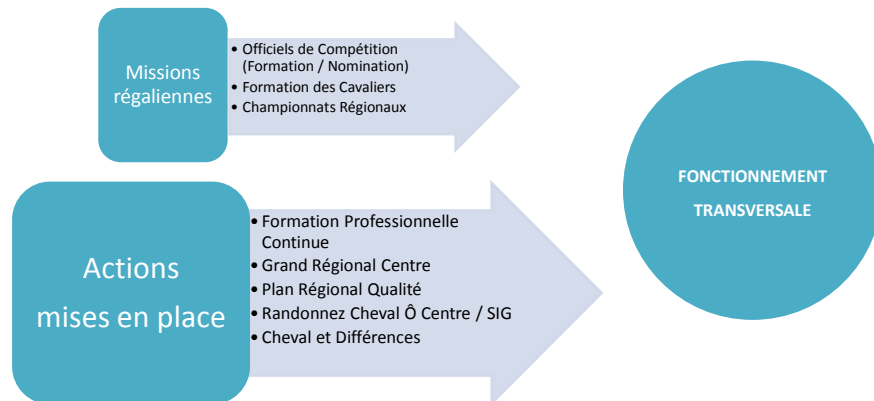 Missions
régaliennes
• Officiels de Compétition
(Formation / Nomination)
• Formation des Cavaliers
• Championnats Régionaux
Actions
mises en place
• Formation Professionnelle
Continue
• Grand Régional Centre
• Plan Régional Qualité
• Randonnez Cheval Ô Centre / SIG
• Cheval et Différences
FONCTIONNEMENT
TRANSVERSALE